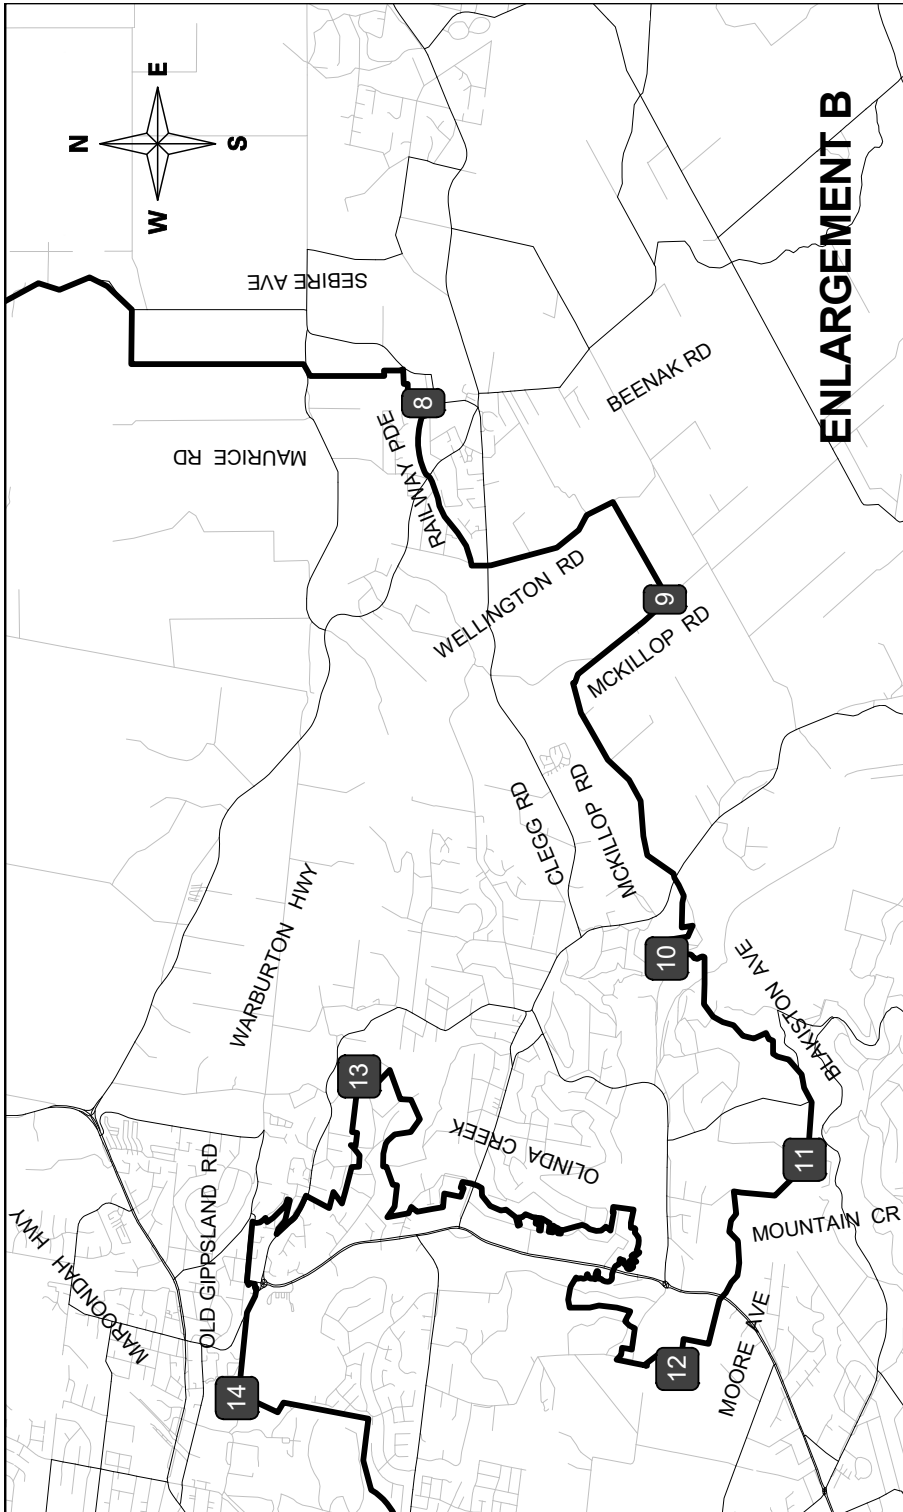 N
W
E
S
SEBIRE AVE
MAURICE RD
8
RAILWAY PDE
BEENAK RD
ENLARGEMENT B
WELLINGTON RD
9
MCKILLOP RD
CLEGG RD
MCKILLOP RD
WARBURTON HWY
10
BLAKISTON AVE
13
OLINDA CREEK
11
MOUNTAIN CR
OLD GIPPSLAND RD
MAROONDAH HWY
12
MOORE AVE
14